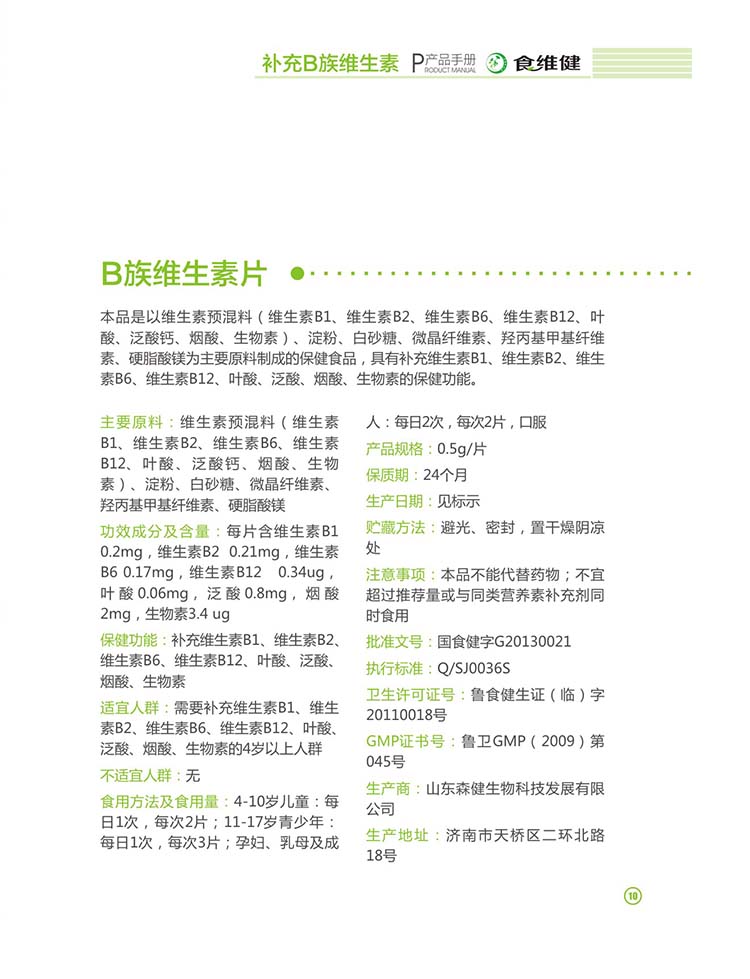 补充B族维生素 P产品手册 RODUCT MANUAL 食维健
B族维生素片
本品是以维生素预混料（维生素B1、维生素B2、维生素B6、维生素B12、叶
酸、泛酸钙、烟酸、生物素）、淀粉、白砂糖、微晶纤维素、羟丙基甲基纤维
素、硬脂酸镁为主要原料制成的保健食品，具有补充维生素B1、维生素B2、维生
素B6、维生素B12、叶酸、泛酸、烟酸、生物素的保健功能。
主要原料：维生素预混料（维生素
B1、维生素B2、维生素B6、维生素
B12、叶酸、泛酸钙、烟酸、生物
素）、淀粉、白砂糖、微晶纤维素、
羟丙基甲基纤维素、硬脂酸镁
功效成分及含量：每片含维生素B1
0.2mg，维生素B2 0.21mg，维生素
B6 0.17mg，维生素B12 0.34ug，
叶酸0.06mg，泛酸0.8mg，烟酸
2mg，生物素3.4 ug
保健功能：补充维生素B1、维生素B2、
维生素B6、维生素B12、叶酸、泛酸、
烟酸、生物素
适宜人群：需要补充维生素B1、维生
素B2、维生素B6、维生素B12、叶酸、
泛酸、烟酸、生物素的4岁以上人群
不适宜人群：无
食用方法及食用量：4-10岁儿童：每
日1次，每次2片；11-17岁青少年：
每日1次，每次3片；孕妇、乳母及成
人：每日2次，每次2片，口服
产品规格：0.5g/片
保质期：24个月
生产日期：见标示
贮藏方法：避光、密封，置干燥阴凉
处
注意事项：本品不能代替药物；不宜
超过推荐量或与同类营养素补充剂同
时食用
批准文号：国食健字G20130021
执行标准：Q/SJ0036S
卫生许可证号：鲁食健生证（临）字
20110018号
GMP证书号：鲁卫GMP（2009）第
045号
生产商：山东森健生物科技发展有限
公司
生产地址：济南市天桥区二环北路
18号
10